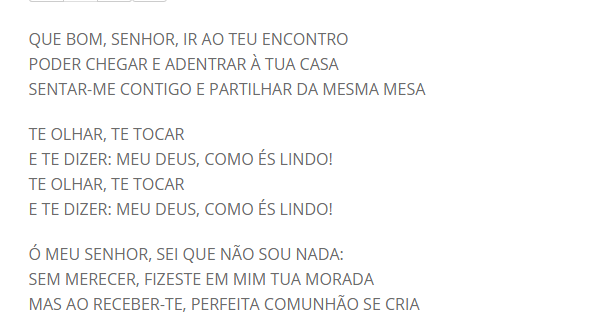 QUE BOM, SENHOR, IR AO TEU ENCONTRO
PODER CHEGAR E ADENTRAR À TUA CASA
SENTAR-ME CONTIGO E PARTILHAR DA MESMA MESA
TE OLHAR, TE TOCAR
E TE DIZER: MEU DEUS, COMO ÉS LINDO!
TE OLHAR, TE TOCAR
E TE DIZER: MEU DEUS, COMO ÉS LINDO!
Ó MEU SENHOR, SEI QUE NÃO SOU NADA:
SEM MERECER, FIZESTE EM MIM TUA MORADA
MAS AO RECEBER-TE, PERFEITA COMUNHÃO SE CRIA